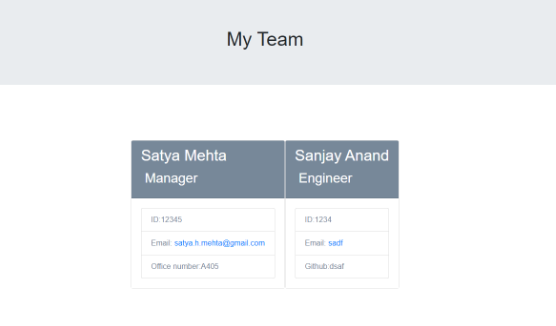 My Team
Satya Mehta
Manager
ID:12345
Email: satya.h.mehta@gmail.com
Office number:A405
Sanjay Anand
Engineer
ID:1234
Email: sadf
Github:dsaf